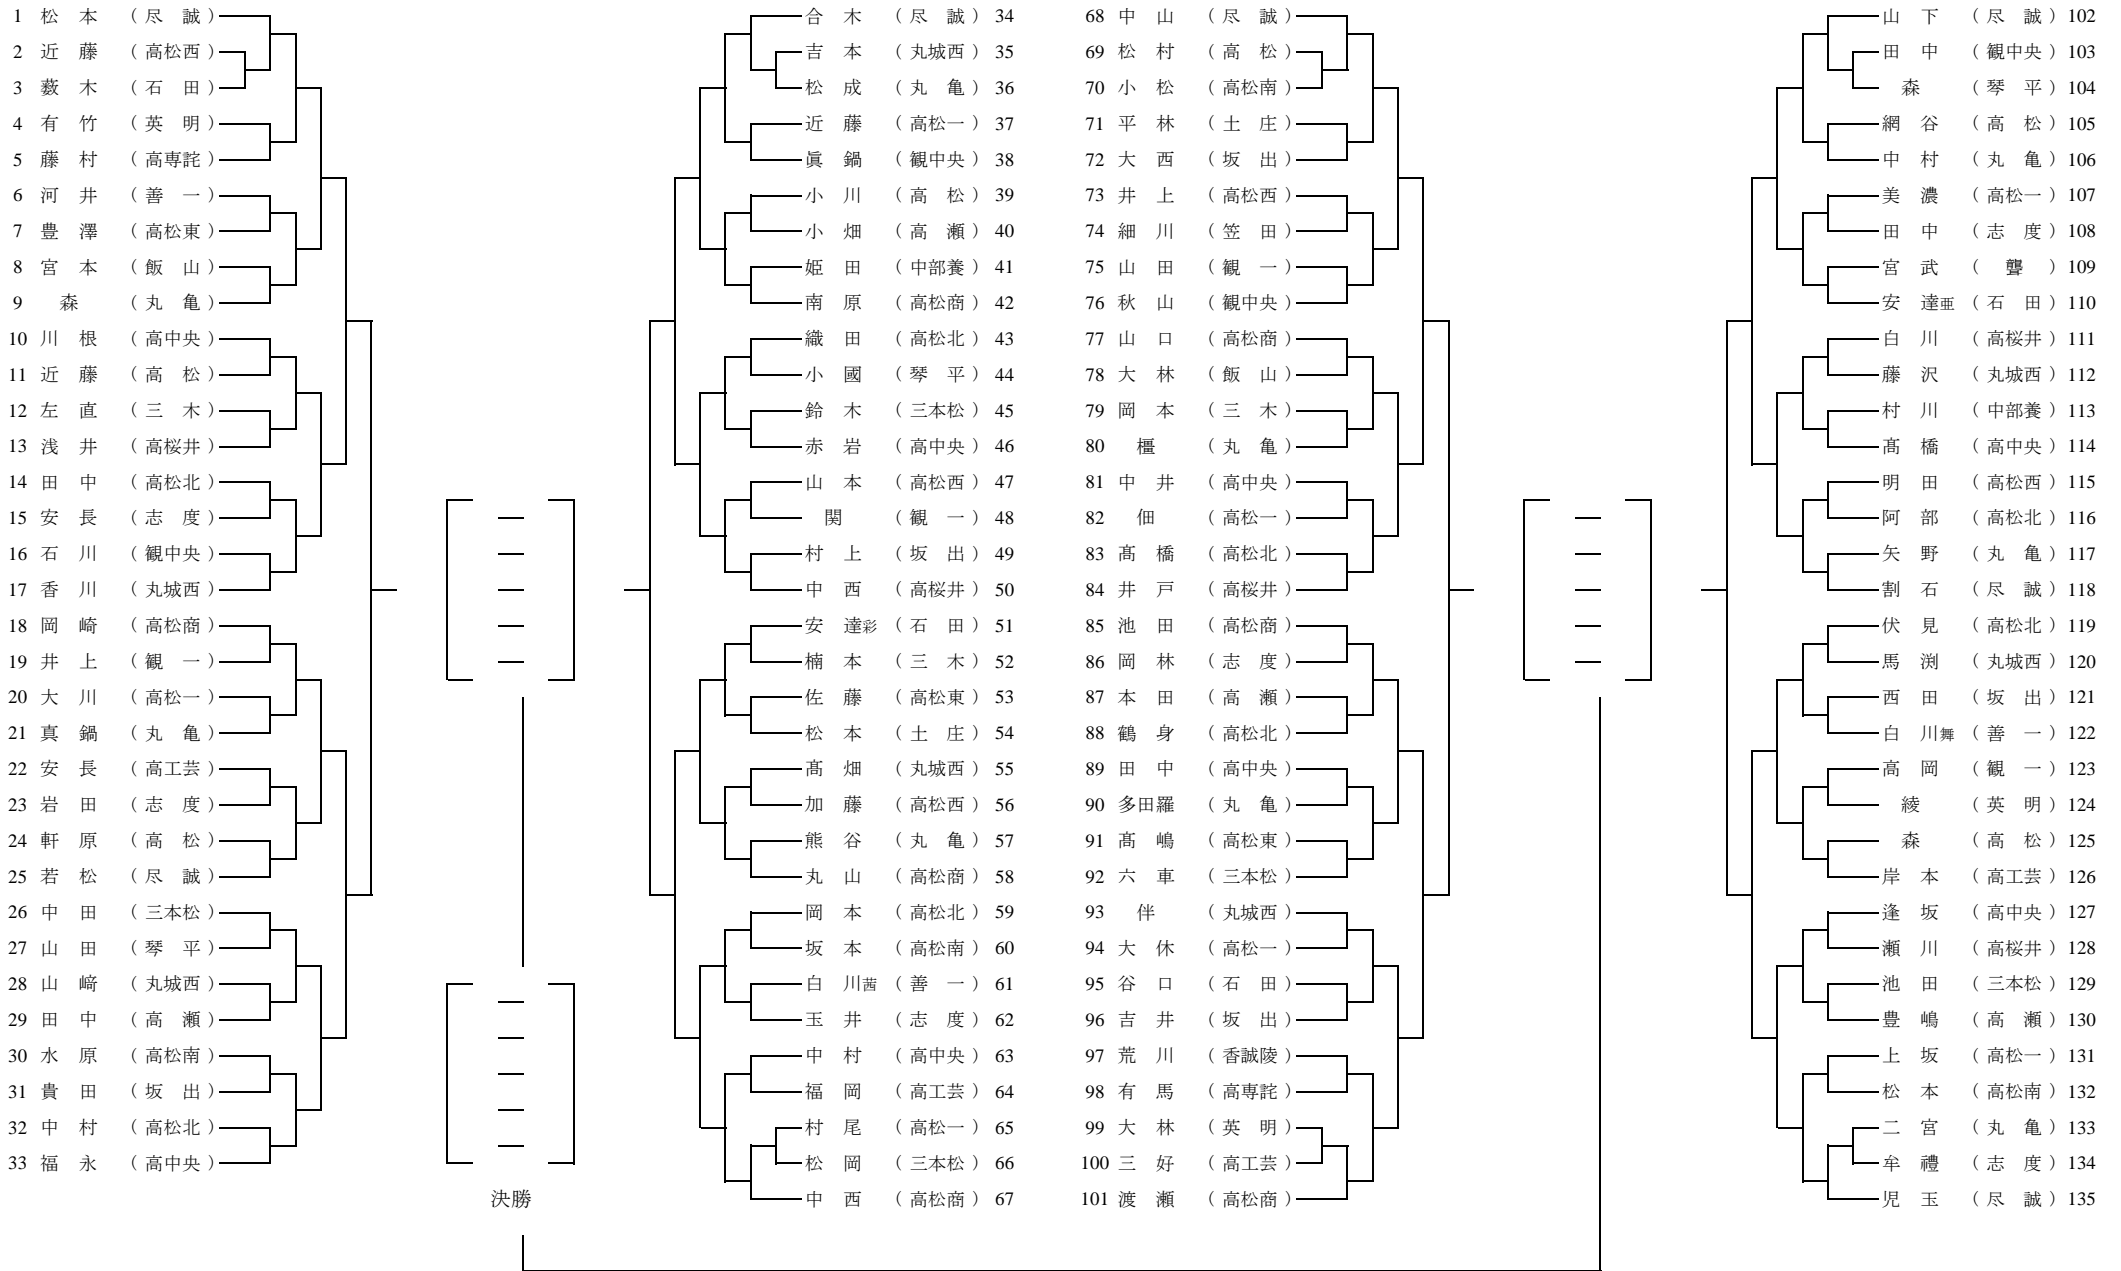 1 松本 (尽誠)
2 近藤 (高松西)
3 薮木 (石田)
4 有竹 (英明)
5 藤村 (高専詫)
6 河井 (善一)
7 豊澤 (高松東)
8 宮本 (飯山)
9 森 (丸亀)
10 川根 (高中央)
11 近藤 (高松)
12 左直 (三木)
13 浅井 (高桜井)
14 田中 (高松北)
15 安長 (志度)
16 石川 (観中央)
17 香川 (丸城西)
18 岡崎 (高松商)
19 井上 (観一)
20 大川 (高松一)
21 真鍋 (丸亀)
22 安長 (高工芸)
23 岩田 (志度)
24 軒原 (高松)
25 若松 (尽誠)
26 中田 (三本松)
27 山田 (琴平)
28 山﨑 (丸城西)
29 田中 (高瀬)
30 水原 (高松南)
31 貴田 (坂出)
32 中村 (高松北)
33 福永 (高中央)
決勝
合木 (尽誠) 34
吉本 (丸城西) 35
松成 (丸亀) 36
近藤 (高松一) 37
眞鍋 (観中央) 38
小川 (高松) 39
小畑 (高瀬) 40
姫田 (中部養) 41
南原 (高松商) 42
織田 (高松北) 43
小國 (琴平) 44
鈴木 (三本松) 45
赤岩 (高中央) 46
山本 (高松西) 47
関 (観一) 48
村上 (坂出) 49
中西 (高桜井) 50
安達彩 (石田) 51
楠本 (三木) 52
佐藤 (高松東) 53
松本 (土庄) 54
髙畑 (丸城西) 55
加藤 (高松西) 56
熊谷 (丸亀) 57
丸山 (高松商) 58
岡本 (高松北) 59
坂本 (高松南) 60
白川茜 (善一) 61
玉井 (志度) 62
中村 (高中央) 63
福岡 (高工芸) 64
村尾 (高松一) 65
松岡 (三本松) 66
中西 (高松商) 67
68 中山 (尽誠)
69 松村 (高松)
70 小松 (高松南)
71 平林 (土庄)
72 大西 (坂出)
73 井上 (高松西)
74 細川 (笠田)
75 山田 (観一)
76 秋山 (観中央)
77 山口 (高松商)
78 大林 (飯山)
79 岡本 (三木)
80 橿 (丸亀)
81 中井 (高中央)
82 佃 (高松一)
83 髙橋 (高松北)
84 井戸 (高桜井)
85 池田 (高松商)
86 岡林 (志度)
87 本田 (高瀬)
88 鶴身 (高松北)
89 田中 (高中央)
90 多田羅 (丸亀)
91 髙嶋 (高松東)
92 六車 (三本松)
93 伴 (丸城西)
94 大休 (高松一)
95 谷口 (石田)
96 吉井 (坂出)
97 荒川 (香誠陵)
98 有馬 (高専詫)
99 大林 (英明)
100 三好 (高工芸)
101 渡瀬 (高松商)
山下 (尽誠) 102
田中 (観中央) 103
森 (琴平) 104
網谷 (高松) 105
中村 (丸亀) 106
美濃 (高松一) 107
田中 (志度) 108
宮武 (聾) 109
安達亜 (石田) 110
白川 (高桜井) 111
藤沢 (丸城西) 112
村川 (中部養) 113
髙橋 (高中央) 114
明田 (高松西) 115
阿部 (高松北) 116
矢野 (丸亀) 117
割石 (尽誠) 118
伏見 (高松北) 119
馬渕 (丸城西) 120
西田 (坂出) 121
白川舞 (善一) 122
高岡 (観一) 123
綾 (英明) 124
森 (高松) 125
岸本 (高工芸) 126
逢坂 (高中央) 127
瀬川 (高桜井) 128
池田 (三本松) 129
豊嶋 (高瀬) 130
上坂 (高松一) 131
松本 (高松南) 132
二宮 (丸亀) 133
牟禮 (志度) 134
児玉 (尽誠) 135